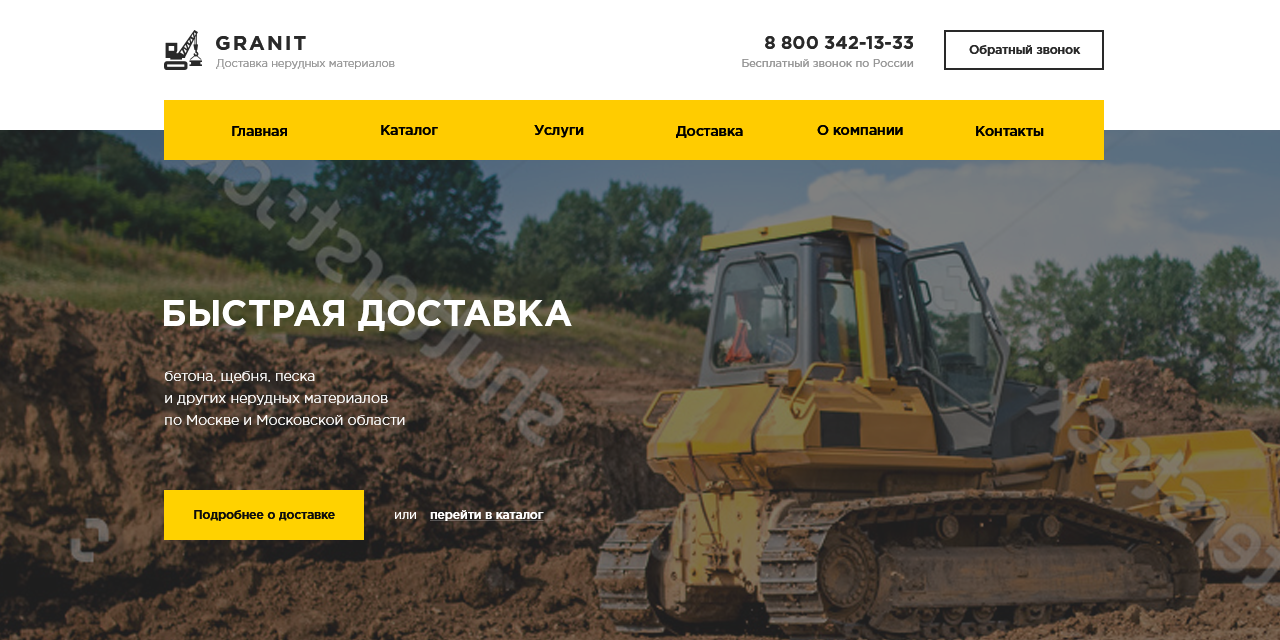 GRANIT
Доставка нерудных материалов
8 800 342-13-33
Бесплатный звонок по России
Обратный звонок
Главная
Каталог
Услуги
Доставка
О компании
Контакты
БЫСТРАЯ ДОСТАВКА
бетона, щебня, песка
и других нерудных материалов
по Москве и Московской области
Подробнее о доставке
или
перейти в каталог